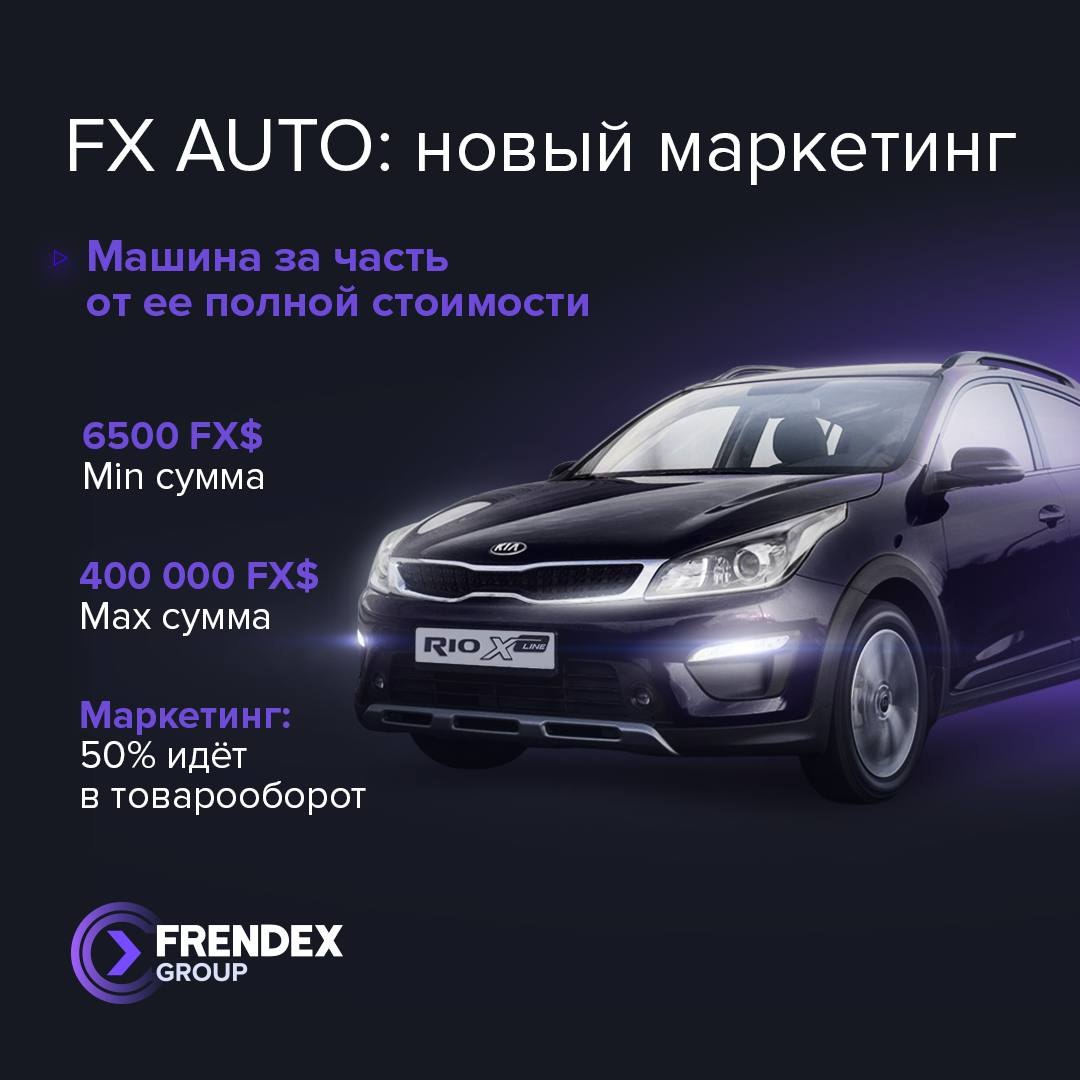 FX AUTO: новый маркетинг
Машина за часть
от ее полной стоимости
6500 FX$
Min сумма
400 000 FX$
Max сумма
Маркетинг:
50% идёт
в товарооборот
KIA
RIO X LINE
FRENDEX
GROUP